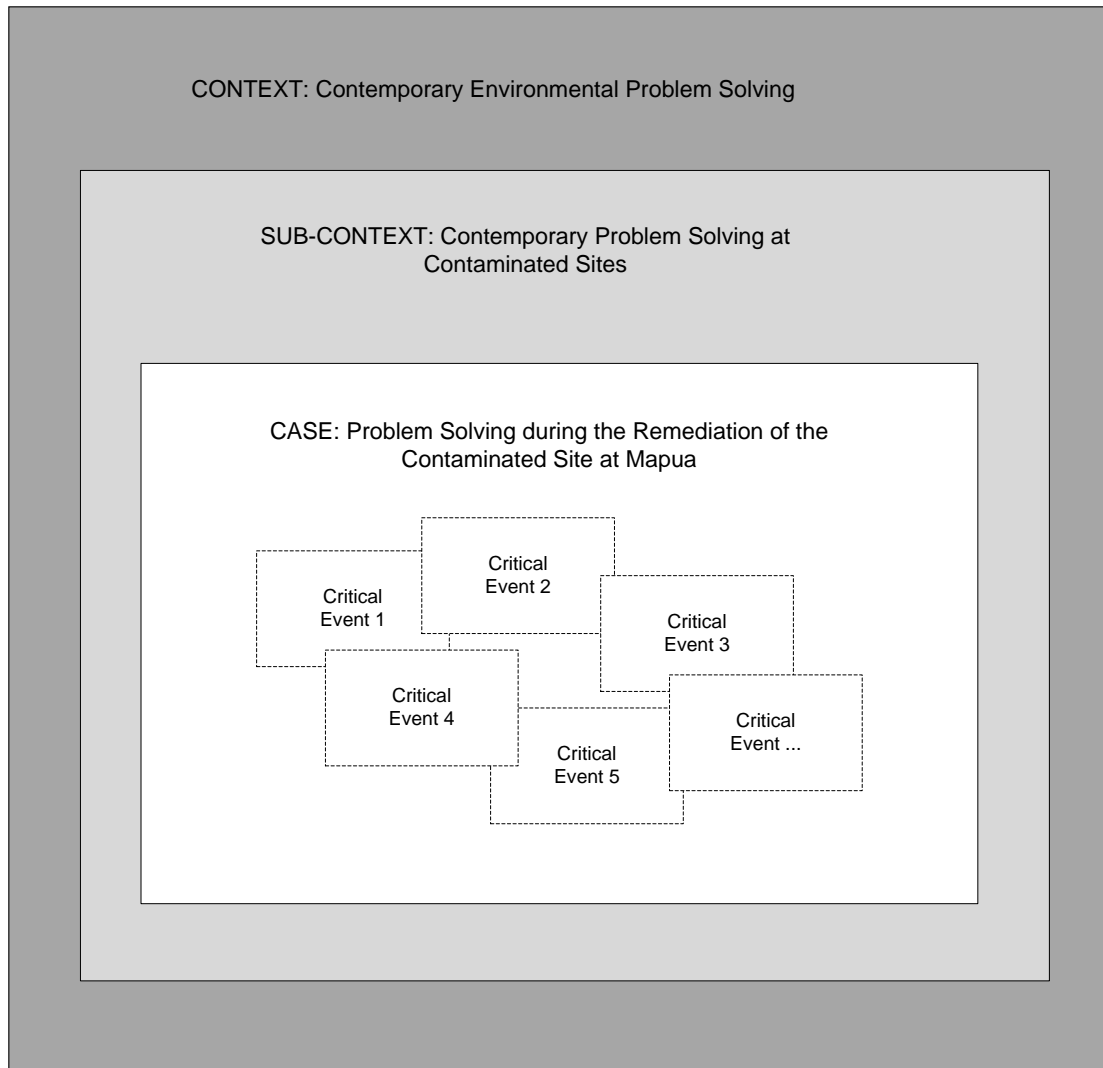 CONTEXT: Contemporary Environmental Problem Solving
SUB-CONTEXT: Contemporary Problem Solving at
Contaminated Sites
CASE: Problem Solving during the Remediation of the
Contaminated Site at Mapua
Critical
Event 1
Critical
Event 2
Critical
Event 3
Critical
Event 4
Critical
Event 5
Critical
Event ...